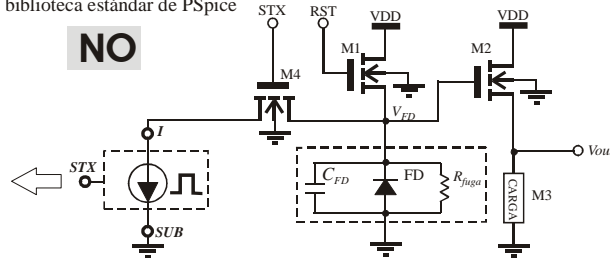 biblioteca estándar de PSpice
NO
STX
RST
VDD
VDD
M1
M2
M4
V_FD
I
STX
SUB
C_FD
FD
R_fuga
CARGA
M3
Vou